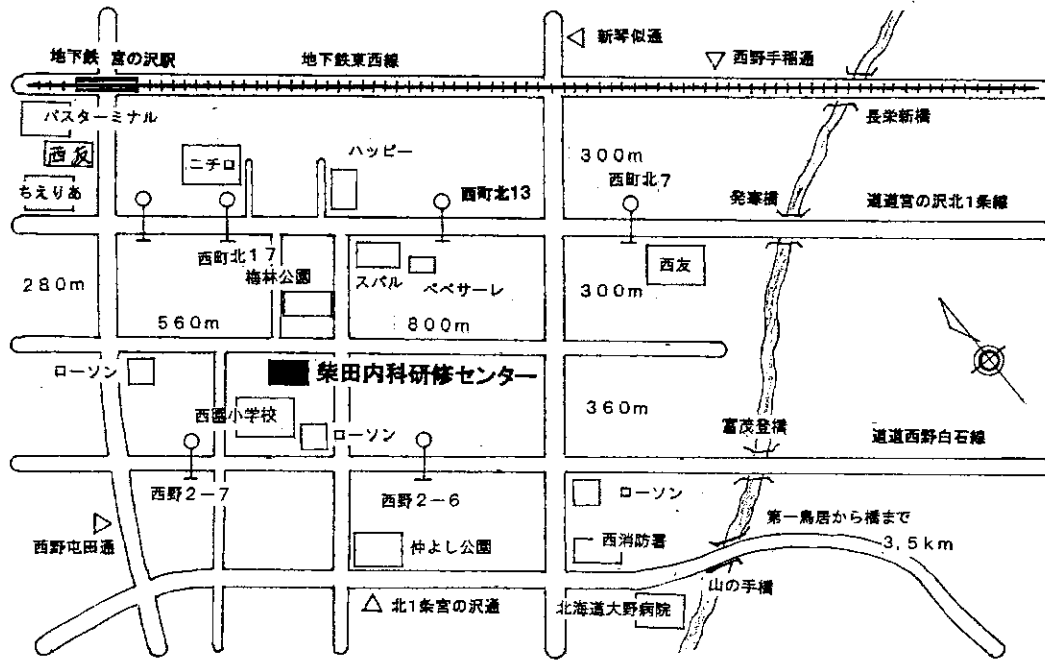 新琴似通
地下鉄 宮の沢駅
地下鉄東西線
西野手稲通
バスターミナル
長栄新橋
西友
ニチロ
ハッピー
300m
ちえりあ
西町北13
西町北7
発寒橋
道道宮の沢北1条線
西町北17
梅林公園
スバル
ペペサーレ
西友
280m
300m
560m
800m
ローソン
柴田内科研修センター
西園小学校
360m
ローソン
富茂登橋
道道西野白石線
西野2-7
西野2-6
ローソン
第一鳥居から橋まで
3,5km
西野屯田通
仲よし公園
西消防署
山の手橋
北1条宮の沢通
北海道大野病院